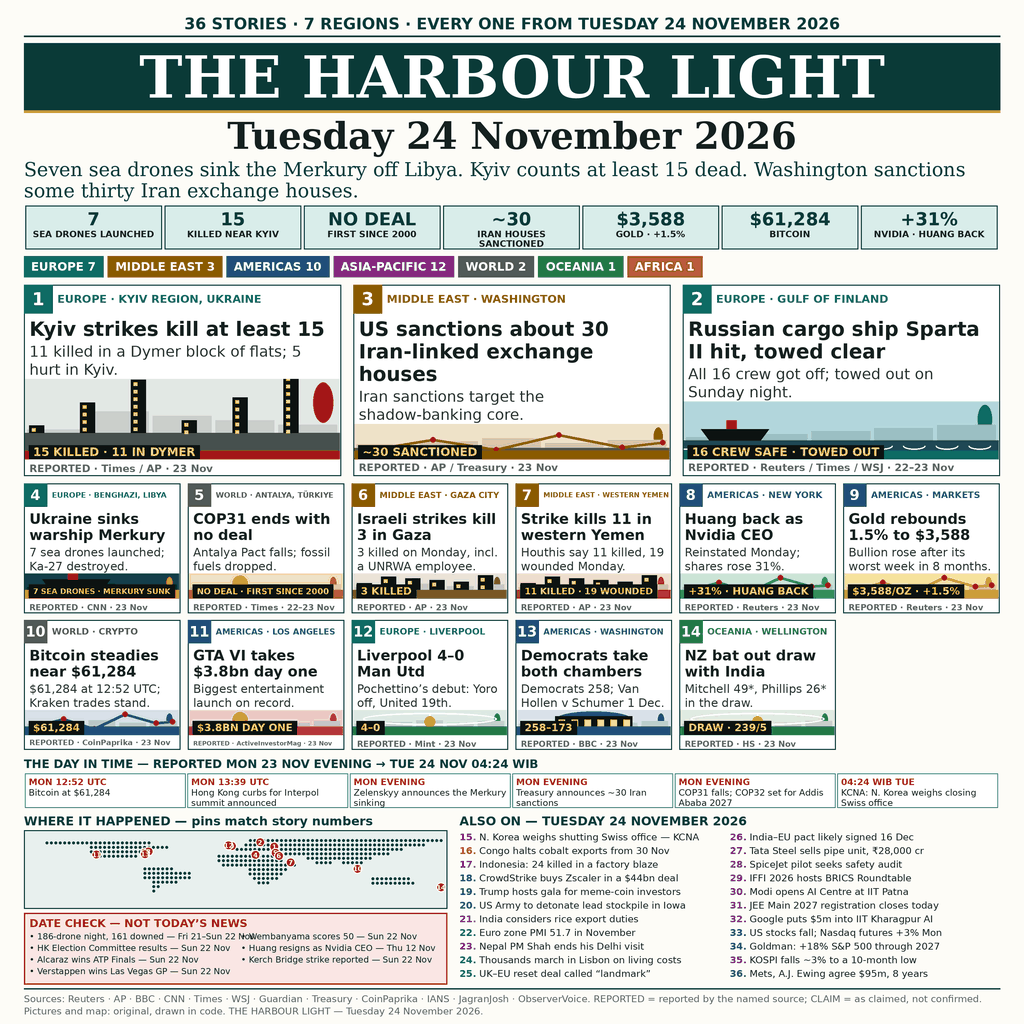 36 STORIES · 7 REGIONS · EVERY ONE FROM TUESDAY 24 NOVEMBER 2026
THE HARBOUR LIGHT
Tuesday 24 November 2026
Seven sea drones sink the Merkury off Libya. Kyiv counts at least 15 dead. Washington sanctions
some thirty Iran exchange houses.
7
SEA DRONES LAUNCHED
15
KILLED NEAR KYIV
NO DEAL
FIRST SINCE 2000
~30
IRAN HOUSES
SANCTIONED
$3,588
GOLD · +1.5%
$61,284
BITCOIN
+31%
NVIDIA · HUANG BACK
EUROPE 7
MIDDLE EAST 3
AMERICAS 10
ASIA-PACIFIC 12
WORLD 2
OCEANIA 1
AFRICA 1
1
EUROPE · KYIV REGION, UKRAINE
Kyiv strikes kill at least 15
11 killed in a Dymer block of flats; 5
hurt in Kyiv.
15 KILLED · 11 IN DYMER
REPORTED · Times / AP · 23 Nov
3
MIDDLE EAST · WASHINGTON
US sanctions about 30
Iran-linked exchange
houses
Iran sanctions target the
shadow-banking core.
~30 SANCTIONED
REPORTED · AP / Treasury · 23 Nov
2
EUROPE · GULF OF FINLAND
Russian cargo ship Sparta
II hit, towed clear
All 16 crew got off; towed out on
Sunday night.
16 CREW SAFE · TOWED OUT
REPORTED · Reuters / Times / WSJ · 22–23 Nov
4
EUROPE · BENGHAZI, LIBYA
Ukraine sinks
warship Merkury
7 sea drones launched;
Ka-27 destroyed.
7 SEA DRONES · MERKURY SUNK
REPORTED · CNN · 23 Nov
5
WORLD · ANTALYA, TÜRKIYE
COP31 ends with
no deal
Antalya Pact falls; fossil
fuels dropped.
NO DEAL · FIRST SINCE 2000
REPORTED · Times · 22–23 Nov
6
MIDDLE EAST · GAZA CITY
Israeli strikes kill
3 in Gaza
3 killed on Monday, incl.
a UNRWA employee.
3 KILLED
REPORTED · AP · 23 Nov
7
MIDDLE EAST · WESTERN YEMEN
Strike kills 11 in
western Yemen
Houthis say 11 killed, 19
wounded Monday.
11 KILLED · 19 WOUNDED
REPORTED · AP · 23 Nov
8
AMERICAS · NEW YORK
Huang back as
Nvidia CEO
Reinstated Monday;
shares rose 31%.
+31% · HUANG BACK
REPORTED · Reuters · 23 Nov
9
AMERICAS · MARKETS
Gold rebounds
1.5% to $3,588
Bullion rose after its
worst week in 8 months.
$3,588/OZ · +1.5%
REPORTED · Reuters · 23 Nov
10
WORLD · CRYPTO
Bitcoin steadies
near $61,284
$61,284 at 12:52 UTC;
Kraken trades stand.
$61,284
REPORTED · CoinPaprika · 23 Nov
11
AMERICAS · LOS ANGELES
GTA VI takes
$3.8bn day one
Biggest entertainment
launch on record.
$3.8BN DAY ONE
REPORTED · ActiveInvestorMag · 23 Nov
12
EUROPE · LIVERPOOL
Liverpool 4–0
Man Utd
Pochettino’s debut: Yoro
off, United 19th.
4–0
REPORTED · Mint · 23 Nov
13
AMERICAS · WASHINGTON
Democrats take
both chambers
Democrats 258; Van
Hollen v Schumer 1 Dec.
258–173
REPORTED · BBC · 23 Nov
14
OCEANIA · WELLINGTON
NZ bat out draw
with India
Mitchell 49*, Phillips 26*
in the draw.
DRAW · 239/5
REPORTED · HS · 23 Nov
THE DAY IN TIME — REPORTED MON 23 NOV EVENING → TUE 24 NOV 04:24 WIB
MON 12:52 UTC
Bitcoin at $61,284
MON 13:39 UTC
Hong Kong curbs for Interpol
summit announced
MON EVENING
Zelenskyy announces the Merkury
sinking
MON EVENING
Treasury announces ~30 Iran
sanctions
MON EVENING
COP31 falls; COP32 set for Addis
Ababa 2027
04:24 WIB TUE
KCNA: N. Korea weighs closing
Swiss office
WHERE IT HAPPENED — pins match story numbers
DATE CHECK — NOT TODAY’S NEWS
• 186-drone night, 161 downed — Fri 21–Sun 22 Nov
• HK Election Committee results — Sun 22 Nov
• Alcaraz wins ATP Finals — Sun 22 Nov
• Verstappen wins Las Vegas GP — Sun 22 Nov
• Wembanyama scores 50 — Sun 22 Nov
• Huang resigns as Nvidia CEO — Thu 12 Nov
• Kerch Bridge strike reported — Sun 22 Nov
ALSO ON — TUESDAY 24 NOVEMBER 2026
15. N. Korea weighs shutting Swiss office — KCNA
16. Congo halts cobalt exports from 30 Nov
17. Indonesia: 24 killed in a factory blaze
18. CrowdStrike buys Zscaler in a $44bn deal
19. Trump hosts gala for meme-coin investors
20. US Army to detonate lead stockpile in Iowa
21. India considers rice export duties
22. Euro zone PMI 51.7 in November
23. Nepal PM Shah ends his Delhi visit
24. Thousands march in Lisbon on living costs
25. UK–EU reset deal called “landmark”
26. India–EU pact likely signed 16 Dec
27. Tata Steel sells pipe unit, ₹28,000 cr
28. SpiceJet pilot seeks safety audit
29. IFFI 2026 hosts BRICS Roundtable
30. Modi opens AI Centre at IIT Patna
31. JEE Main 2027 registration closes today
32. Google puts $5m into IIT Kharagpur AI
33. US stocks fall; Nasdaq futures +3% Mon
34. Goldman: +18% S&P 500 through 2027
35. KOSPI falls ~3% to a 10-month low
36. Mets, A.J. Ewing agree $95m, 8 years
Sources: Reuters · AP · BBC · CNN · Times · WSJ · Guardian · Treasury · CoinPaprika · IANS · JagranJosh · ObserverVoice. REPORTED = reported by the named source; CLAIM = as claimed, not confirmed.
Pictures and map: original, drawn in code. THE HARBOUR LIGHT — Tuesday 24 November 2026.